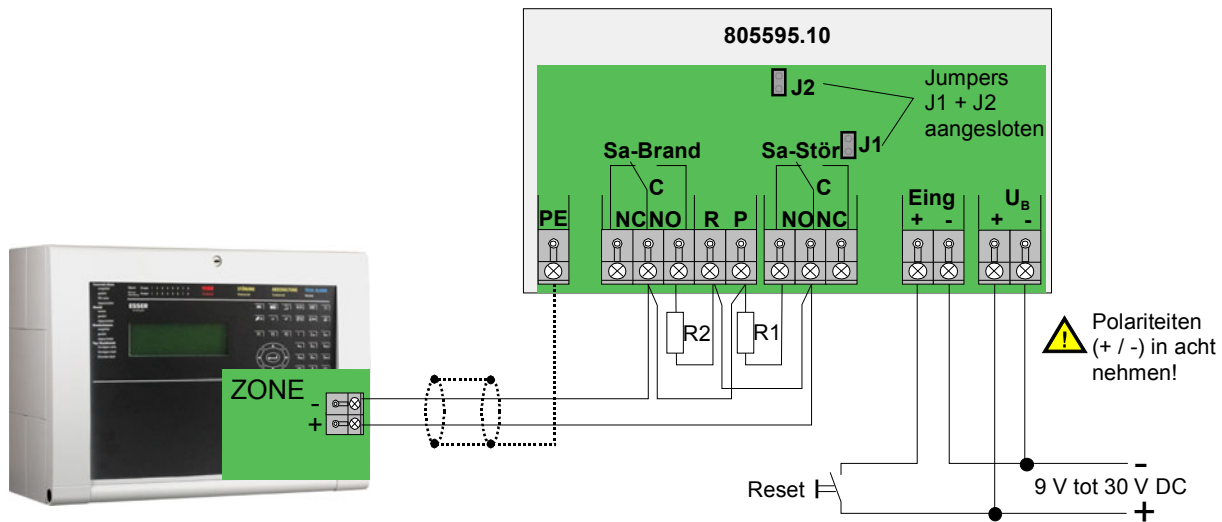 805595.10
J2
Jumpers
J1 + J2
aangesloten
J1
Sa-Brand
Sa-Stör
C
C
Eing
U_B
PE
NC NO
R
P
NO NC
+
-
+
-
R2
R1
Polariteiten
(+ / -) in acht
nehmen!
ESSER
ZONE
-
+
Reset
-
9 V tot 30 V DC
+